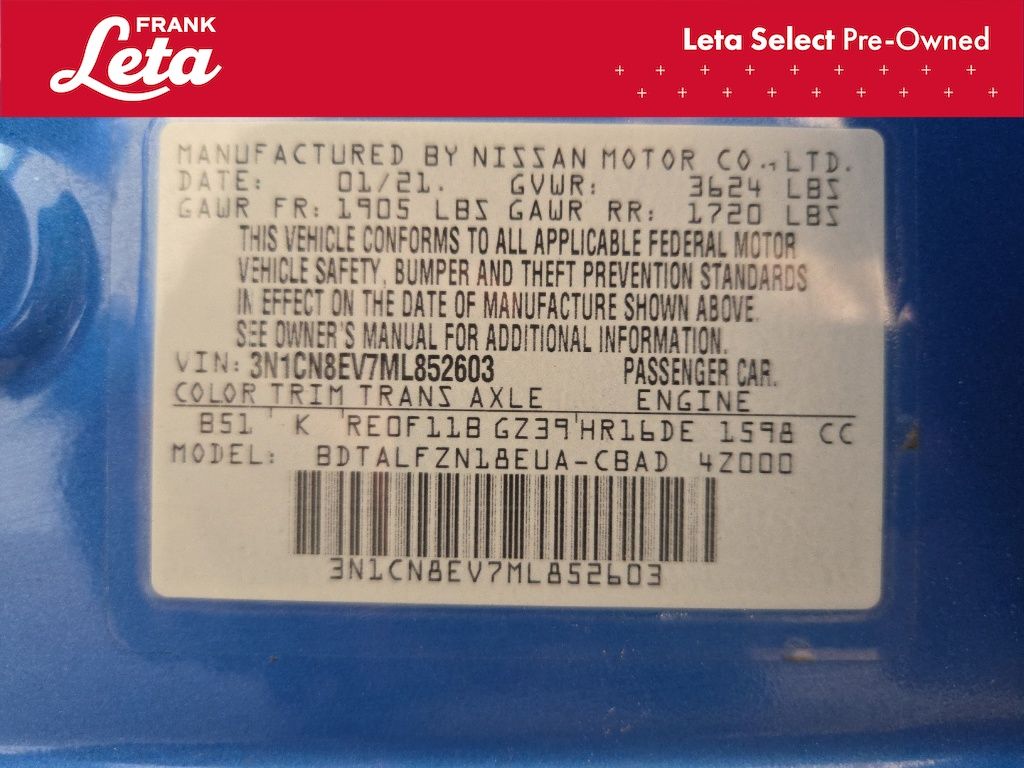 FRANK
Leta
Leta Select Pre-Owned
MANUFACTURED BY NISSAN MOTOR CO.,LTD.
DATE: 01/21. GVWR: 3624 LBS
GAWR FR: 1905 LBS GAWR RR: 1720 LBS
THIS VEHICLE CONFORMS TO ALL APPLICABLE FEDERAL MOTOR
VEHICLE SAFETY, BUMPER AND THEFT PREVENTION STANDARDS
IN EFFECT ON THE DATE OF MANUFACTURE SHOWN ABOVE.
SEE OWNER'S MANUAL FOR ADDITIONAL INFORMATION.
VIN: 3N1CN8EV7ML852603 PASSENGER CAR.
COLOR TRIM TRANS AXLE ENGINE
B51 K RE0F11B GZ39 HR16DE 1598 CC
MODEL: BDTALFZN18EUA-CBAD 4Z000
3N1CN8EV7ML852603